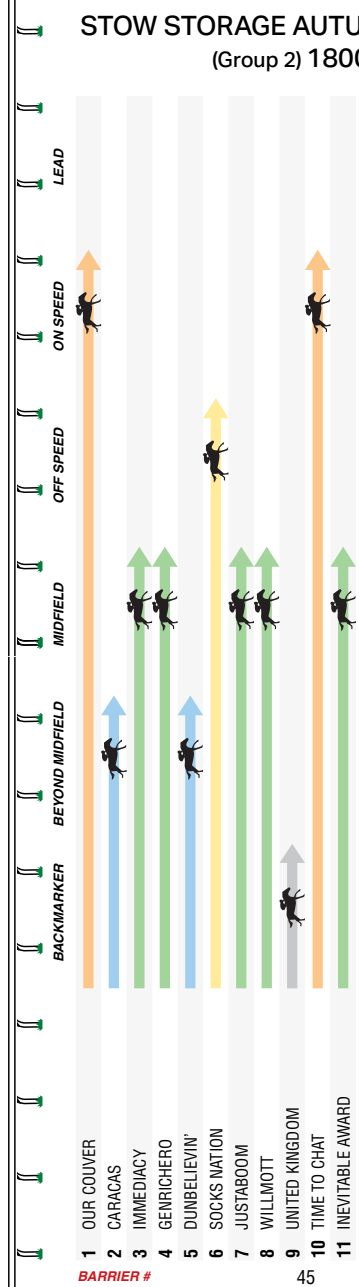 STOW STORAGE AUTU
(Group 2) 1800
LEAD
ON SPEED
OFF SPEED
MIDFIELD
BEYOND MIDFIELD
BACKMARKER
1 OUR COUVER
2 CARACAS
3 IMMEDIACY
4 GENRICHERO
5 DUNBELIEVIN'
6 SOCKS NATION
7 JUSTABOOM
8 WILLMOTT
9 UNITED KINGDOM
10 TIME TO CHAT
11 INEVITABLE AWARD
BARRIER #
45